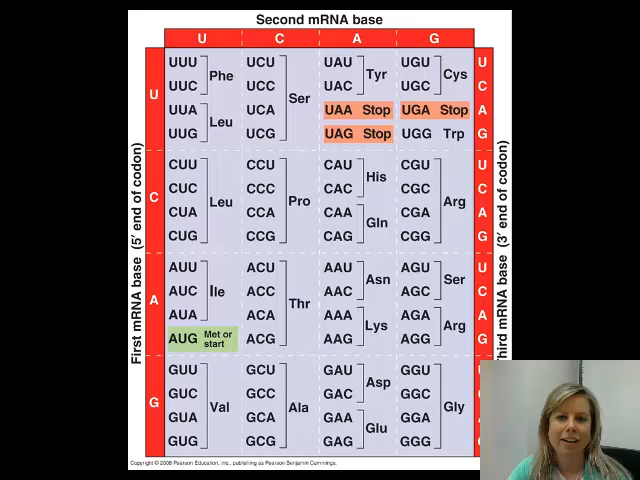 Second mRNA base
U C A G
First mRNA base (5′ end of codon)
Third mRNA base (3′ end of codon)
U
UUU UCU UAU UGU U
Phe Tyr Cys
UUC UCC UAC UGC C
Ser
UUA UCA UAA Stop UGA Stop A
Leu
UUG UCG UAG Stop UGG Trp G
C
CUU CCU CAU CGU U
His
CUC CCC CAC CGC C
Leu Pro Arg
CUA CCA CAA CGA A
Gln
CUG CCG CAG CGG G
A
AUU ACU AAU AGU U
Asn Ser
AUC ACC AAC AGC C
Ile Thr
AUA ACA AAA AGA A
Lys Arg
AUG Met or start ACG AAG AGG G
G
GUU GCU GAU GGU
Asp
GUC GCC GAC GGC
Val Ala Gly
GUA GCA GAA GGA
Glu
GUG GCG GAG GGG
Copyright © 2008 Pearson Education, Inc., publishing as Pearson Benjamin Cummings.